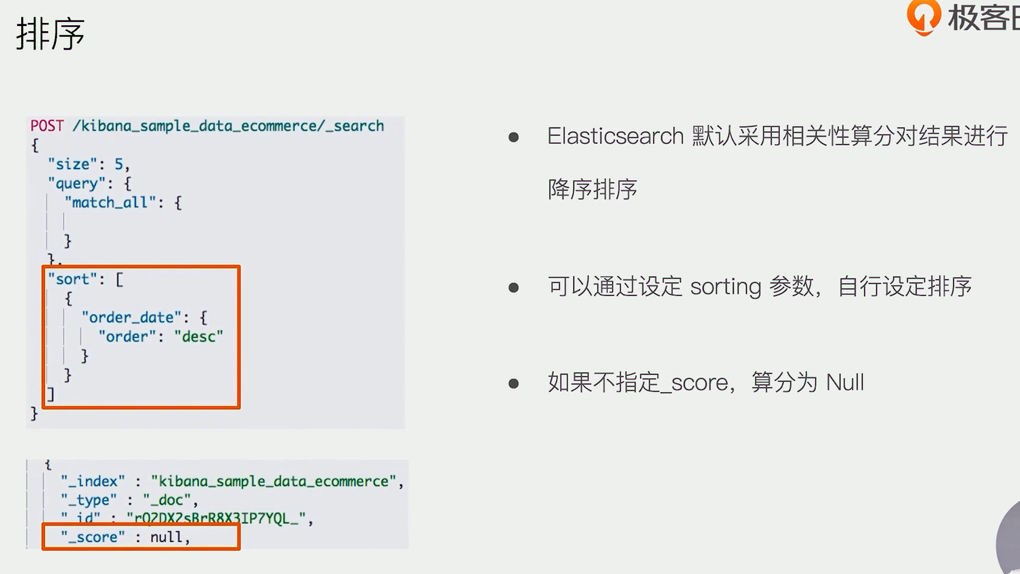 排序
极客
POST /kibana_sample_data_ecommerce/_search
{
"size": 5,
"query": {
"match_all": {
}
},
"sort": [
{
"order_date": {
"order": "desc"
}
}
]
}
{
"_index" : "kibana_sample_data_ecommerce",
"_type" : "_doc",
"_id" :
"_score" : null,
● Elasticsearch 默认采用相关性算分对结果进行
降序排序
● 可以通过设定 sorting 参数，自行设定排序
● 如果不指定_score，算分为 Null